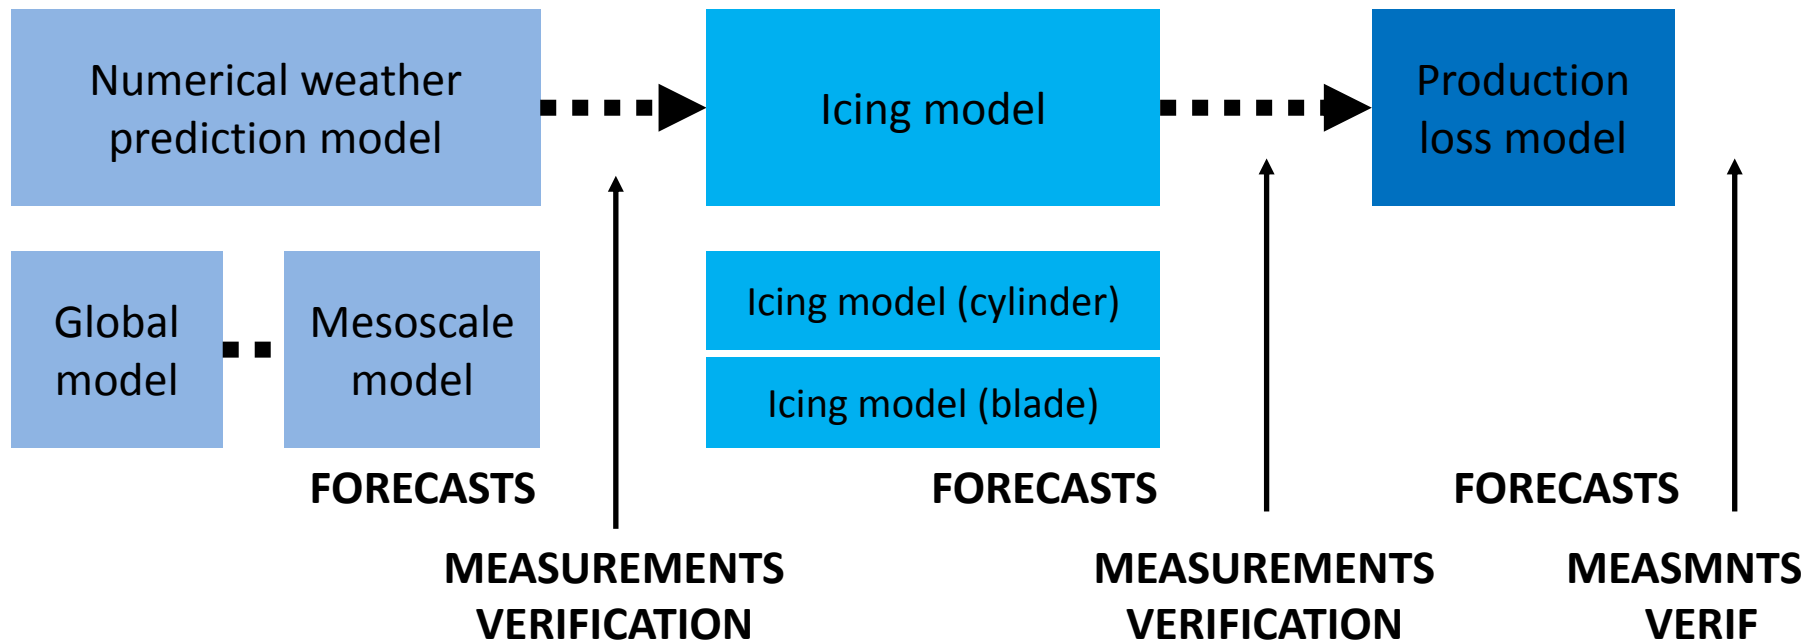 Numerical weather
prediction model
Icing model
Production
loss model
Global
model
Mesoscale
model
Icing model (cylinder)
Icing model (blade)
FORECASTS
FORECASTS
FORECASTS
MEASUREMENTS
VERIFICATION
MEASUREMENTS
VERIFICATION
MEASMNTS
VERIF